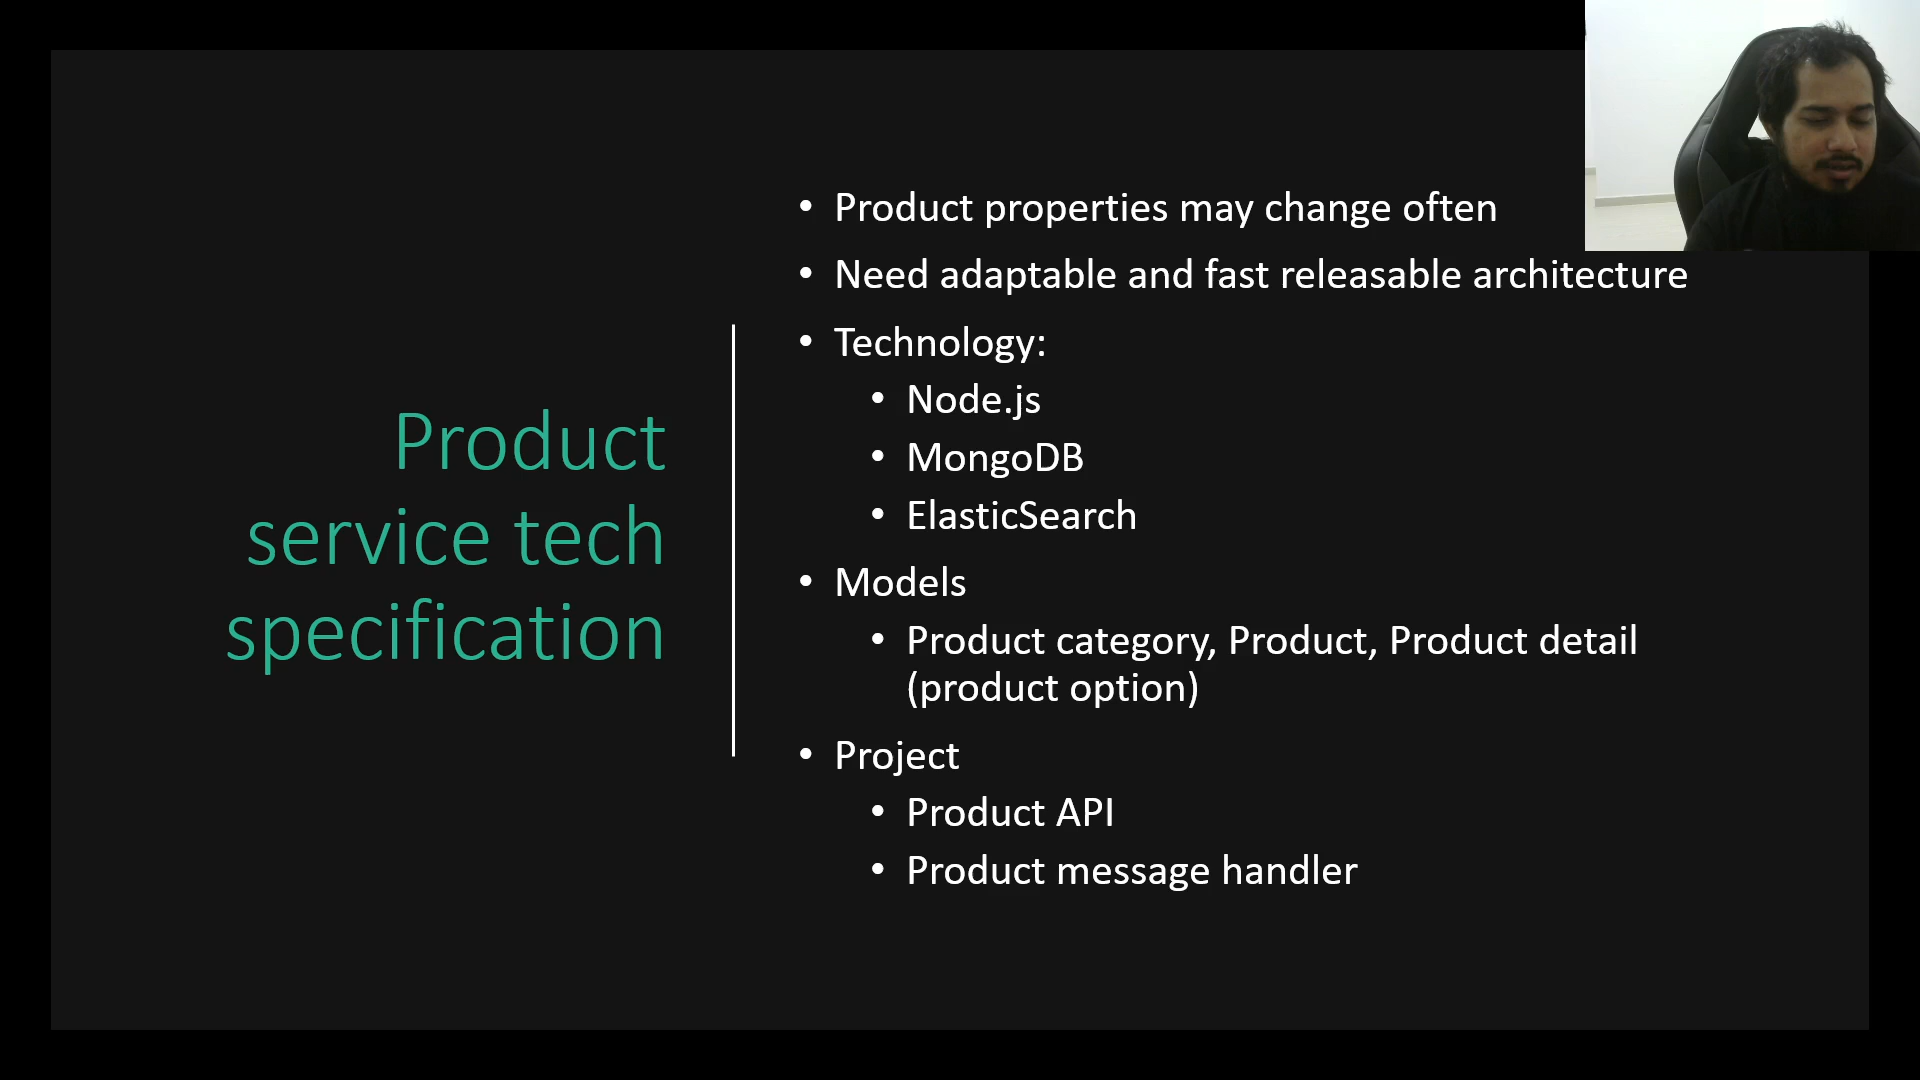 Product
service tech
specification
• Product properties may change often
• Need adaptable and fast releasable architecture
• Technology:
• Node.js
• MongoDB
• ElasticSearch
• Models
• Product category, Product, Product detail
(product option)
• Project
• Product API
• Product message handler